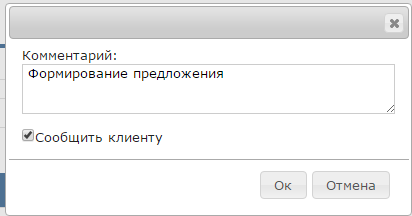 Комментарий:
Формирование предложения
Сообщить клиенту
Ок Отмена